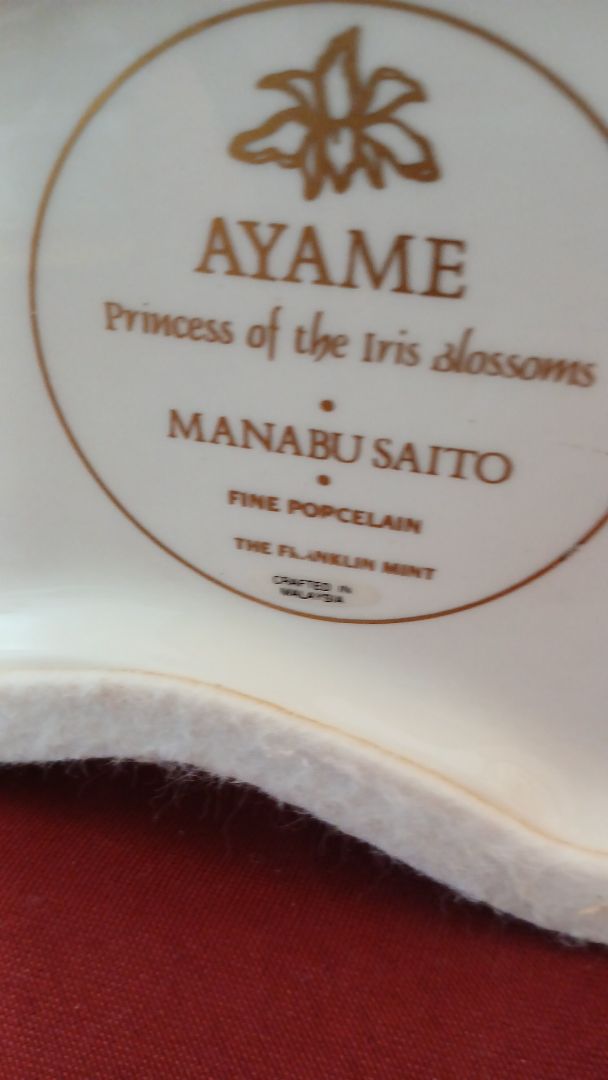 AYAME
Princess of the Iris Blossoms
MANABU SAITO
FINE PORCELAIN
THE FRANKLIN MINT
CRAFTED IN
MALAYSIA